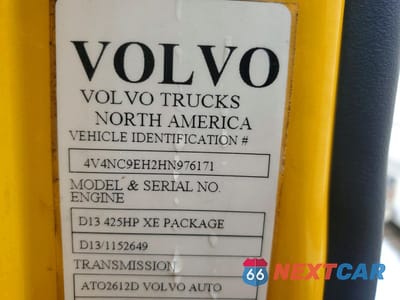 VOLVO
VOLVO TRUCKS
NORTH AMERICA
VEHICLE IDENTIFICATION #
4V4NC9EH2HN976171
MODEL & SERIAL NO.
ENGINE
D13 425HP XE PACKAGE
D13/1152649
TRANSMISSION
ATO2612D VOLVO AUTO
66 NEXTCAR